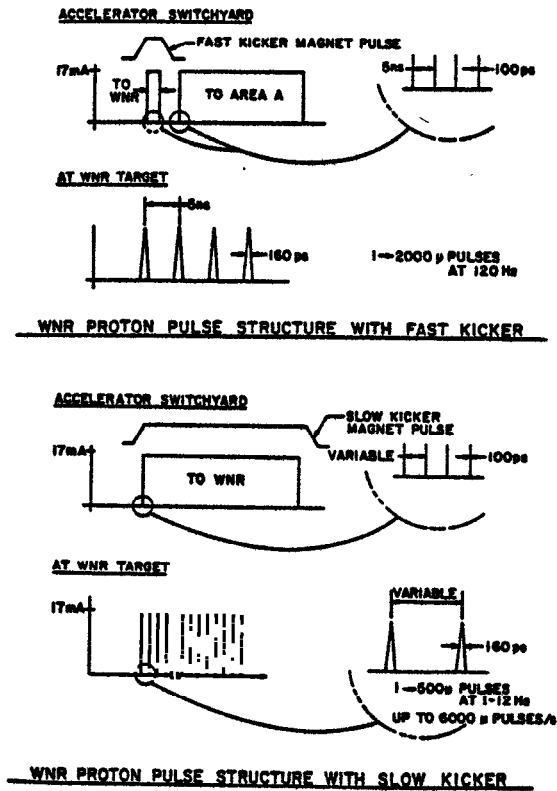 ACCELERATOR SWITCHYARD
FAST KICKER MAGNET PULSE
17mA
TO WNR
TO AREA A
5ns
100ps
AT WNR TARGET
5ns
160 ps
1→2000 μ PULSES
AT 120 Hz
WNR PROTON PULSE STRUCTURE WITH FAST KICKER
ACCELERATOR SWITCHYARD
SLOW KICKER
MAGNET PULSE
17mA
TO WNR
VARIABLE
100ps
AT WNR TARGET
17mA
VARIABLE
160 ps
1→500μ PULSES
AT 1-12 Hz
UP TO 6000 μ PULSES/s
WNR PROTON PULSE STRUCTURE WITH SLOW KICKER